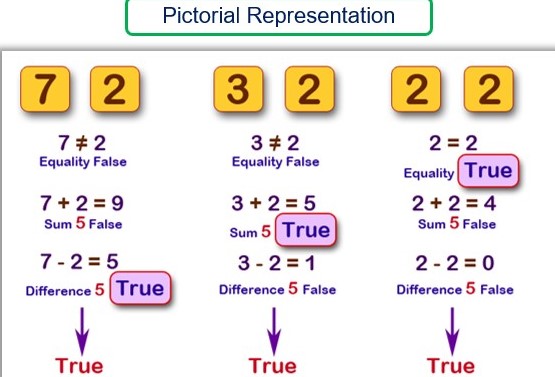 Pictorial Representation
7 2
7 ≠ 2
Equality False
7 + 2 = 9
Sum 5 False
7 - 2 = 5
Difference 5 True
True
3 2
3 ≠ 2
Equality False
3 + 2 = 5
Sum 5 True
3 - 2 = 1
Difference 5 False
True
2 2
2 = 2
Equality True
2 + 2 = 4
Sum 5 False
2 - 2 = 0
Difference 5 False
True